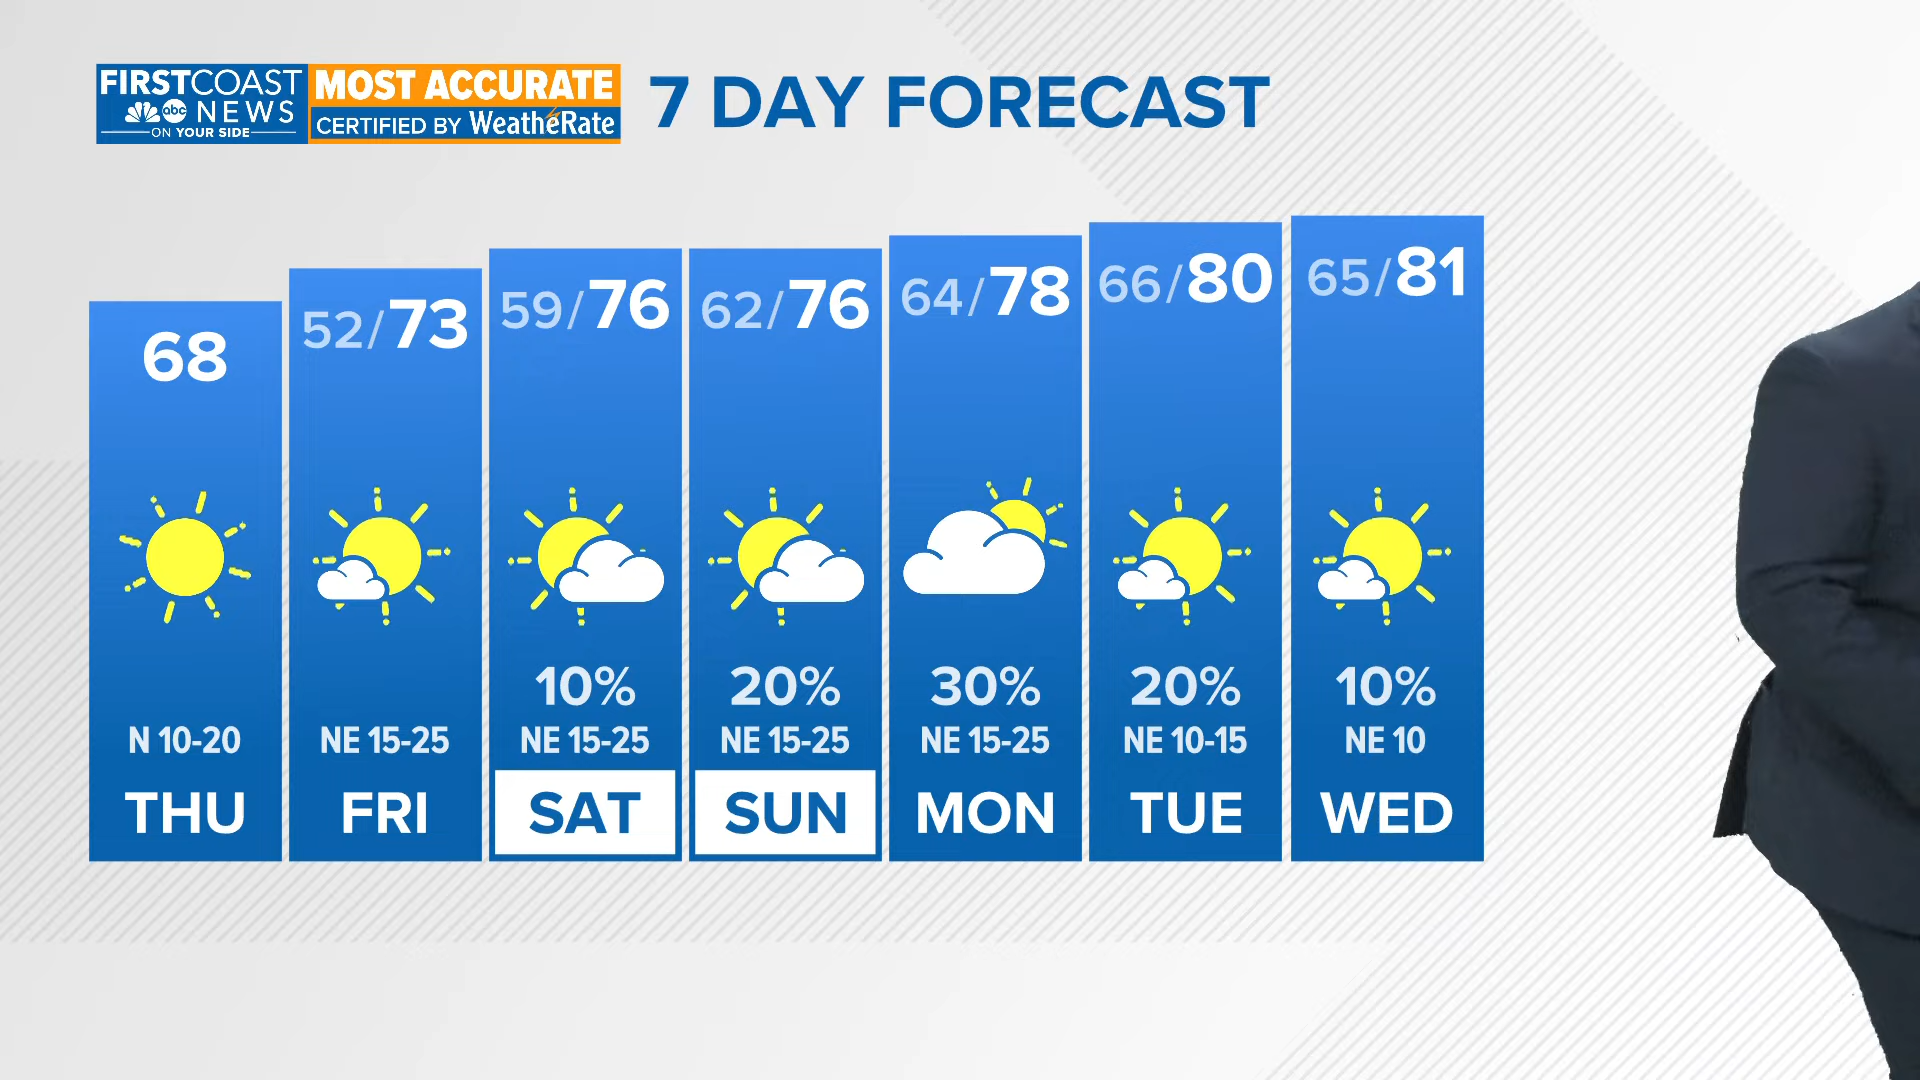 FIRSTCOAST
abc NEWS
ON YOUR SIDE
MOST ACCURATE
CERTIFIED BY WeatheRate
7 DAY FORECAST
68
N 10-20
THU
52/73
NE 15-25
FRI
59/76
10%
NE 15-25
SAT
62/76
20%
NE 15-25
SUN
64/78
30%
NE 15-25
MON
66/80
20%
NE 10-15
TUE
65/81
10%
NE 10
WED